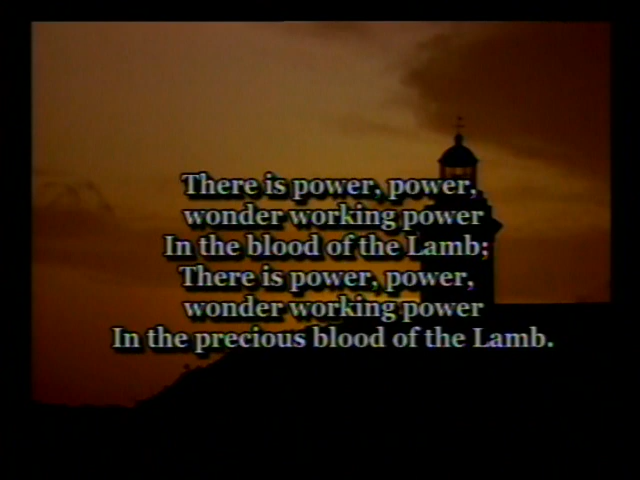 There is power, power,
wonder working power
In the blood of the Lamb;
There is power, power,
wonder working power
In the precious blood of the Lamb.